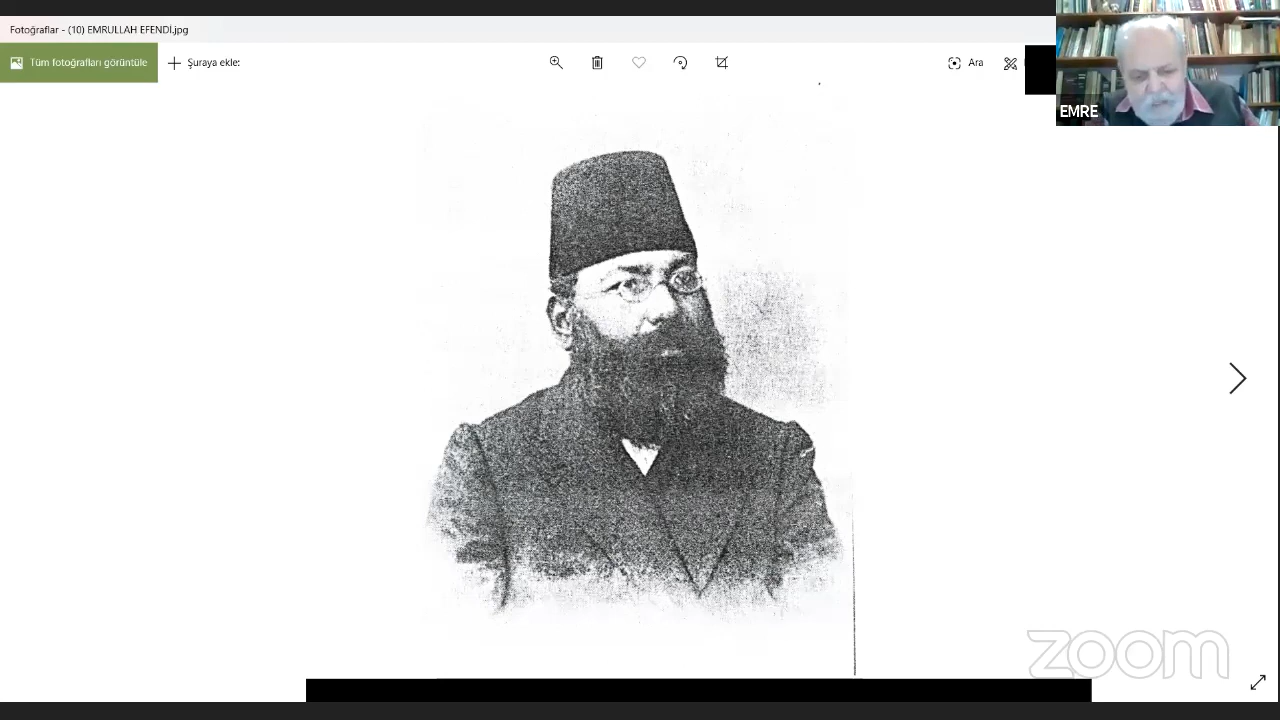 Fotoğraflar - (10) EMRULLAH EFENDİ.jpg
Tüm fotoğrafları görüntüle
Şuraya ekle:
Ara
EMRE
zoom